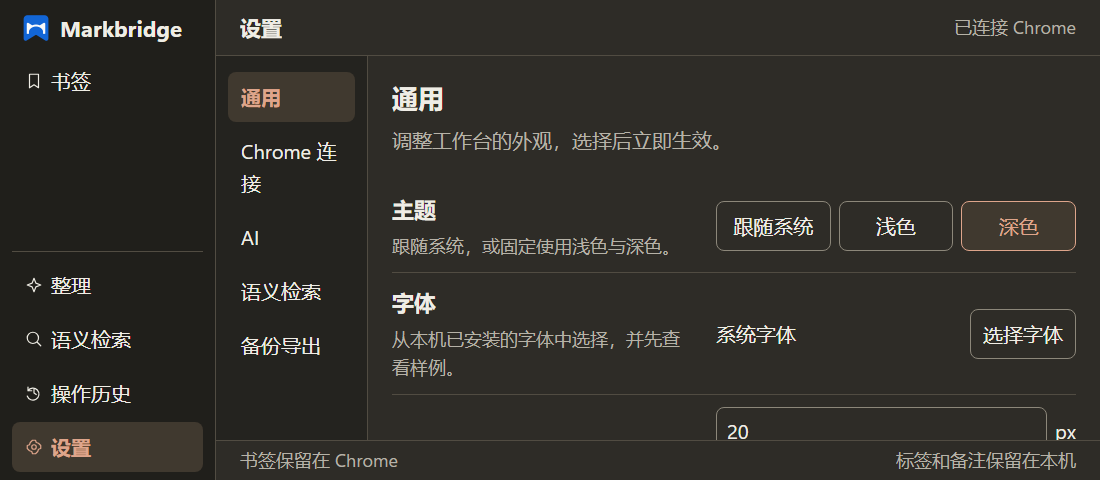 Markbridge
书签
整理
语义检索
操作历史
设置
设置
已连接 Chrome
通用
Chrome 连
接
AI
语义检索
备份导出
通用
调整工作台的外观，选择后立即生效。
主题
跟随系统，或固定使用浅色与深色。
跟随系统
浅色
深色
字体
从本机已安装的字体中选择，并先查
看样例。
系统字体
选择字体
20
px
书签保留在 Chrome
标签和备注保留在本机